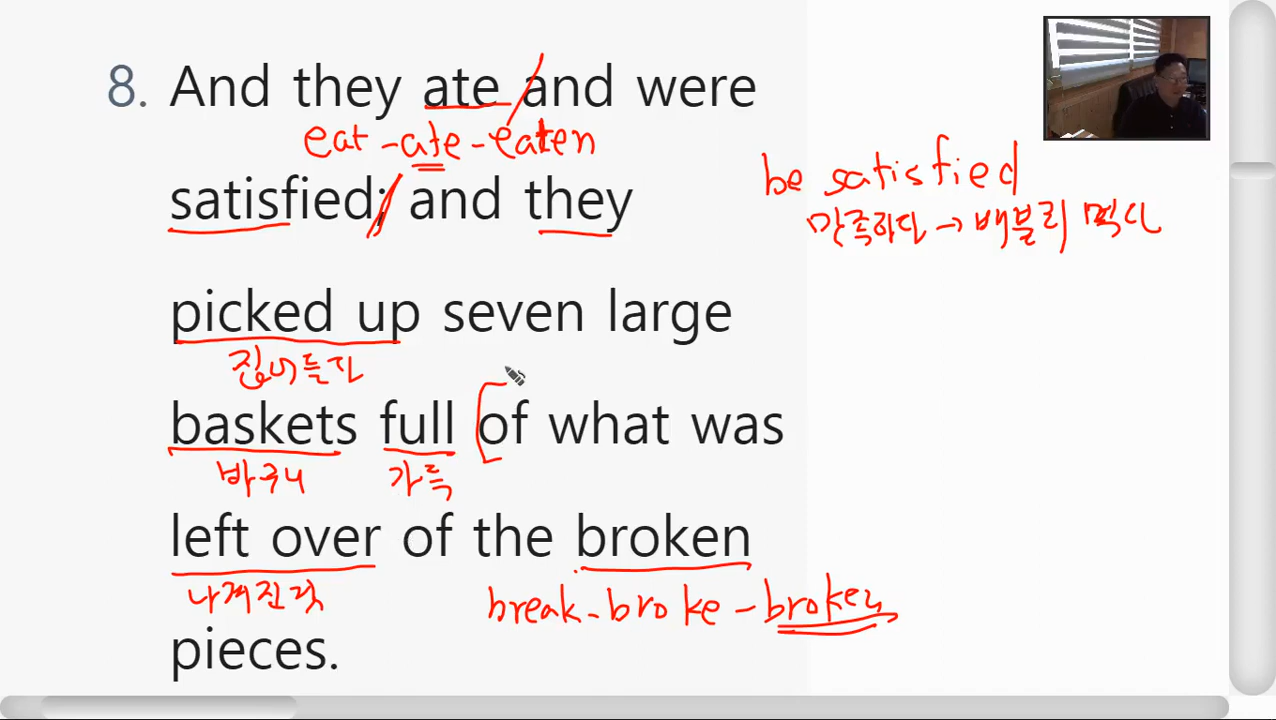 8. And they ate and were
eat - ate - eaten
be satisfied
satisfied; and they
만족하다 → 배불리 먹다
picked up seven large
집어들다
baskets full of what was
바구니 가득
left over of the broken
나겨진 것
break - broke - broken
pieces.